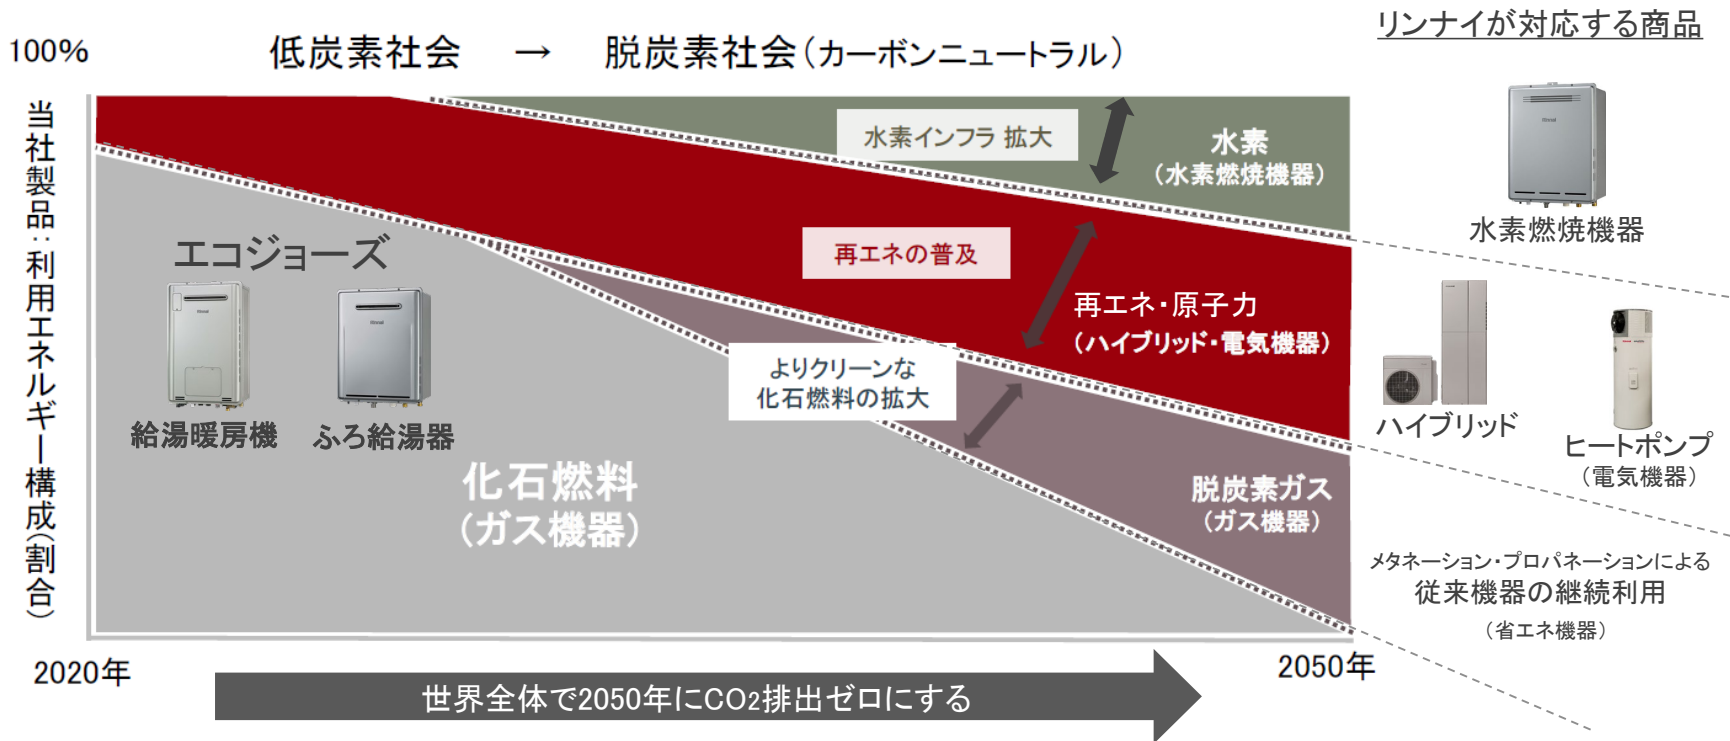 リンナイが対応する商品
100%
低炭素社会 → 脱炭素社会(カーボンニュートラル)
当社製品:利用エネルギー構成(割合)
水素インフラ 拡大
水素
(水素燃焼機器)
水素燃焼機器
エコジョーズ
再エネの普及
再エネ・原子力
(ハイブリッド・電気機器)
給湯暖房機
ふろ給湯器
よりクリーンな
化石燃料の拡大
ハイブリッド
ヒートポンプ
(電気機器)
化石燃料
(ガス機器)
脱炭素ガス
(ガス機器)
メタネーション・プロパネーションによる
従来機器の継続利用
(省エネ機器)
2020年
2050年
世界全体で2050年にCO2排出ゼロにする